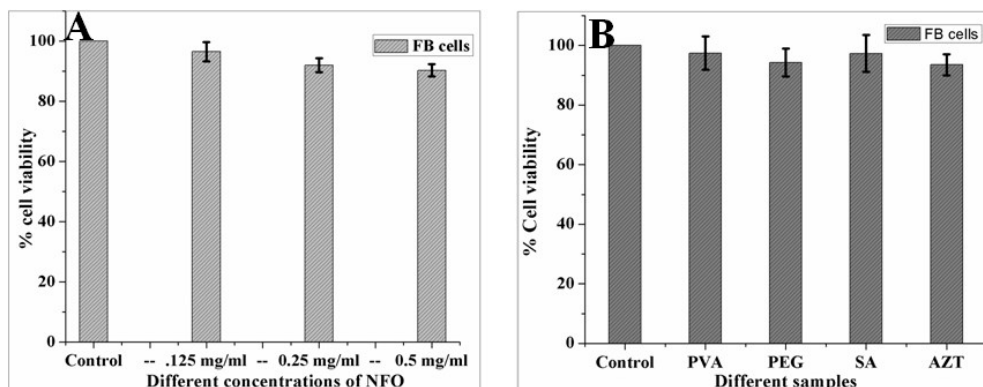 A
FB cells
100
80
60
40
20
0
% cell viability
Control -- .125 mg/ml -- 0.25 mg/ml -- 0.5 mg/ml
Different concentrations of NFO
B
FB cells
100
80
60
40
20
0
% Cell viability
Control PVA PEG SA AZT
Different samples